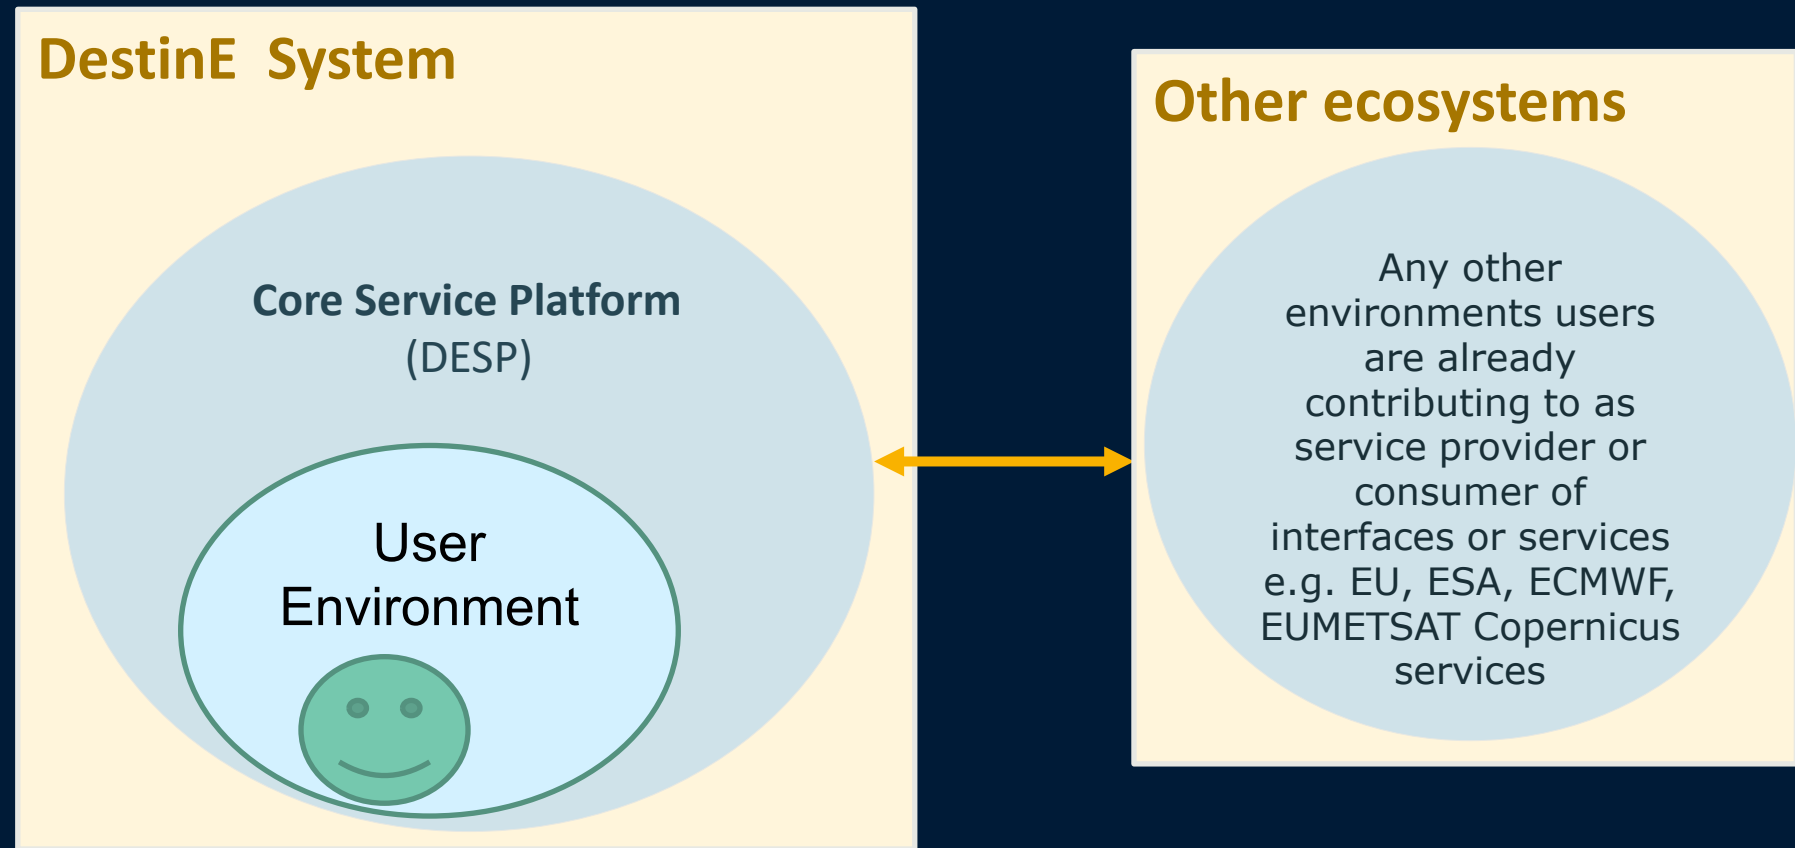 DestinE System
Core Service Platform
(DESP)
User
Environment
Other ecosystems
Any other
environments users
are already
contributing to as
service provider or
consumer of
interfaces or services
e.g. EU, ESA, ECMWF,
EUMETSAT Copernicus
services